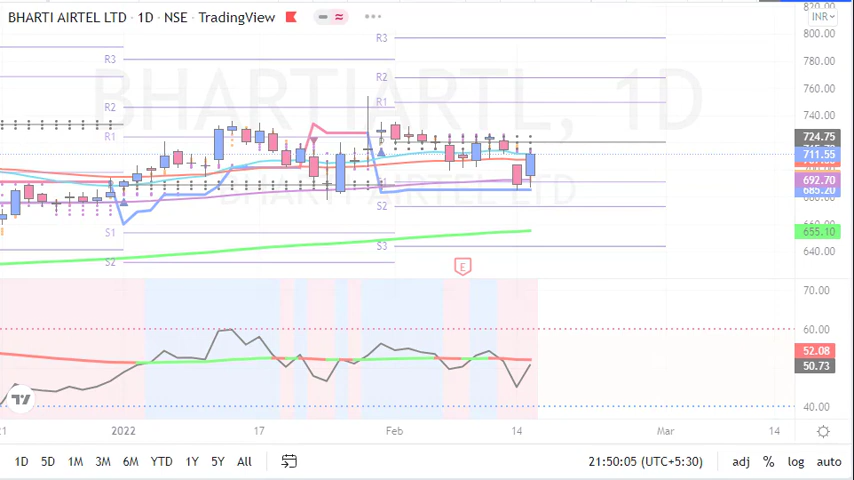 BHARTI AIRTEL LTD · 1D · NSE · TradingView
INR
820.00
800.00
780.00
760.00
740.00
724.75
711.55
692.70
685.20
655.10
640.00
BHARTIARTL, 1D
BHARTI AIRTEL LTD
R3
R2
R1
S1
S2
R3
R2
R1
S2
S3
E
70.00
60.00
52.08
50.73
40.00
21
2022
17
Feb
14
Mar
14
1D 5D 1M 3M 6M YTD 1Y 5Y All
21:50:05 (UTC+5:30) adj % log auto